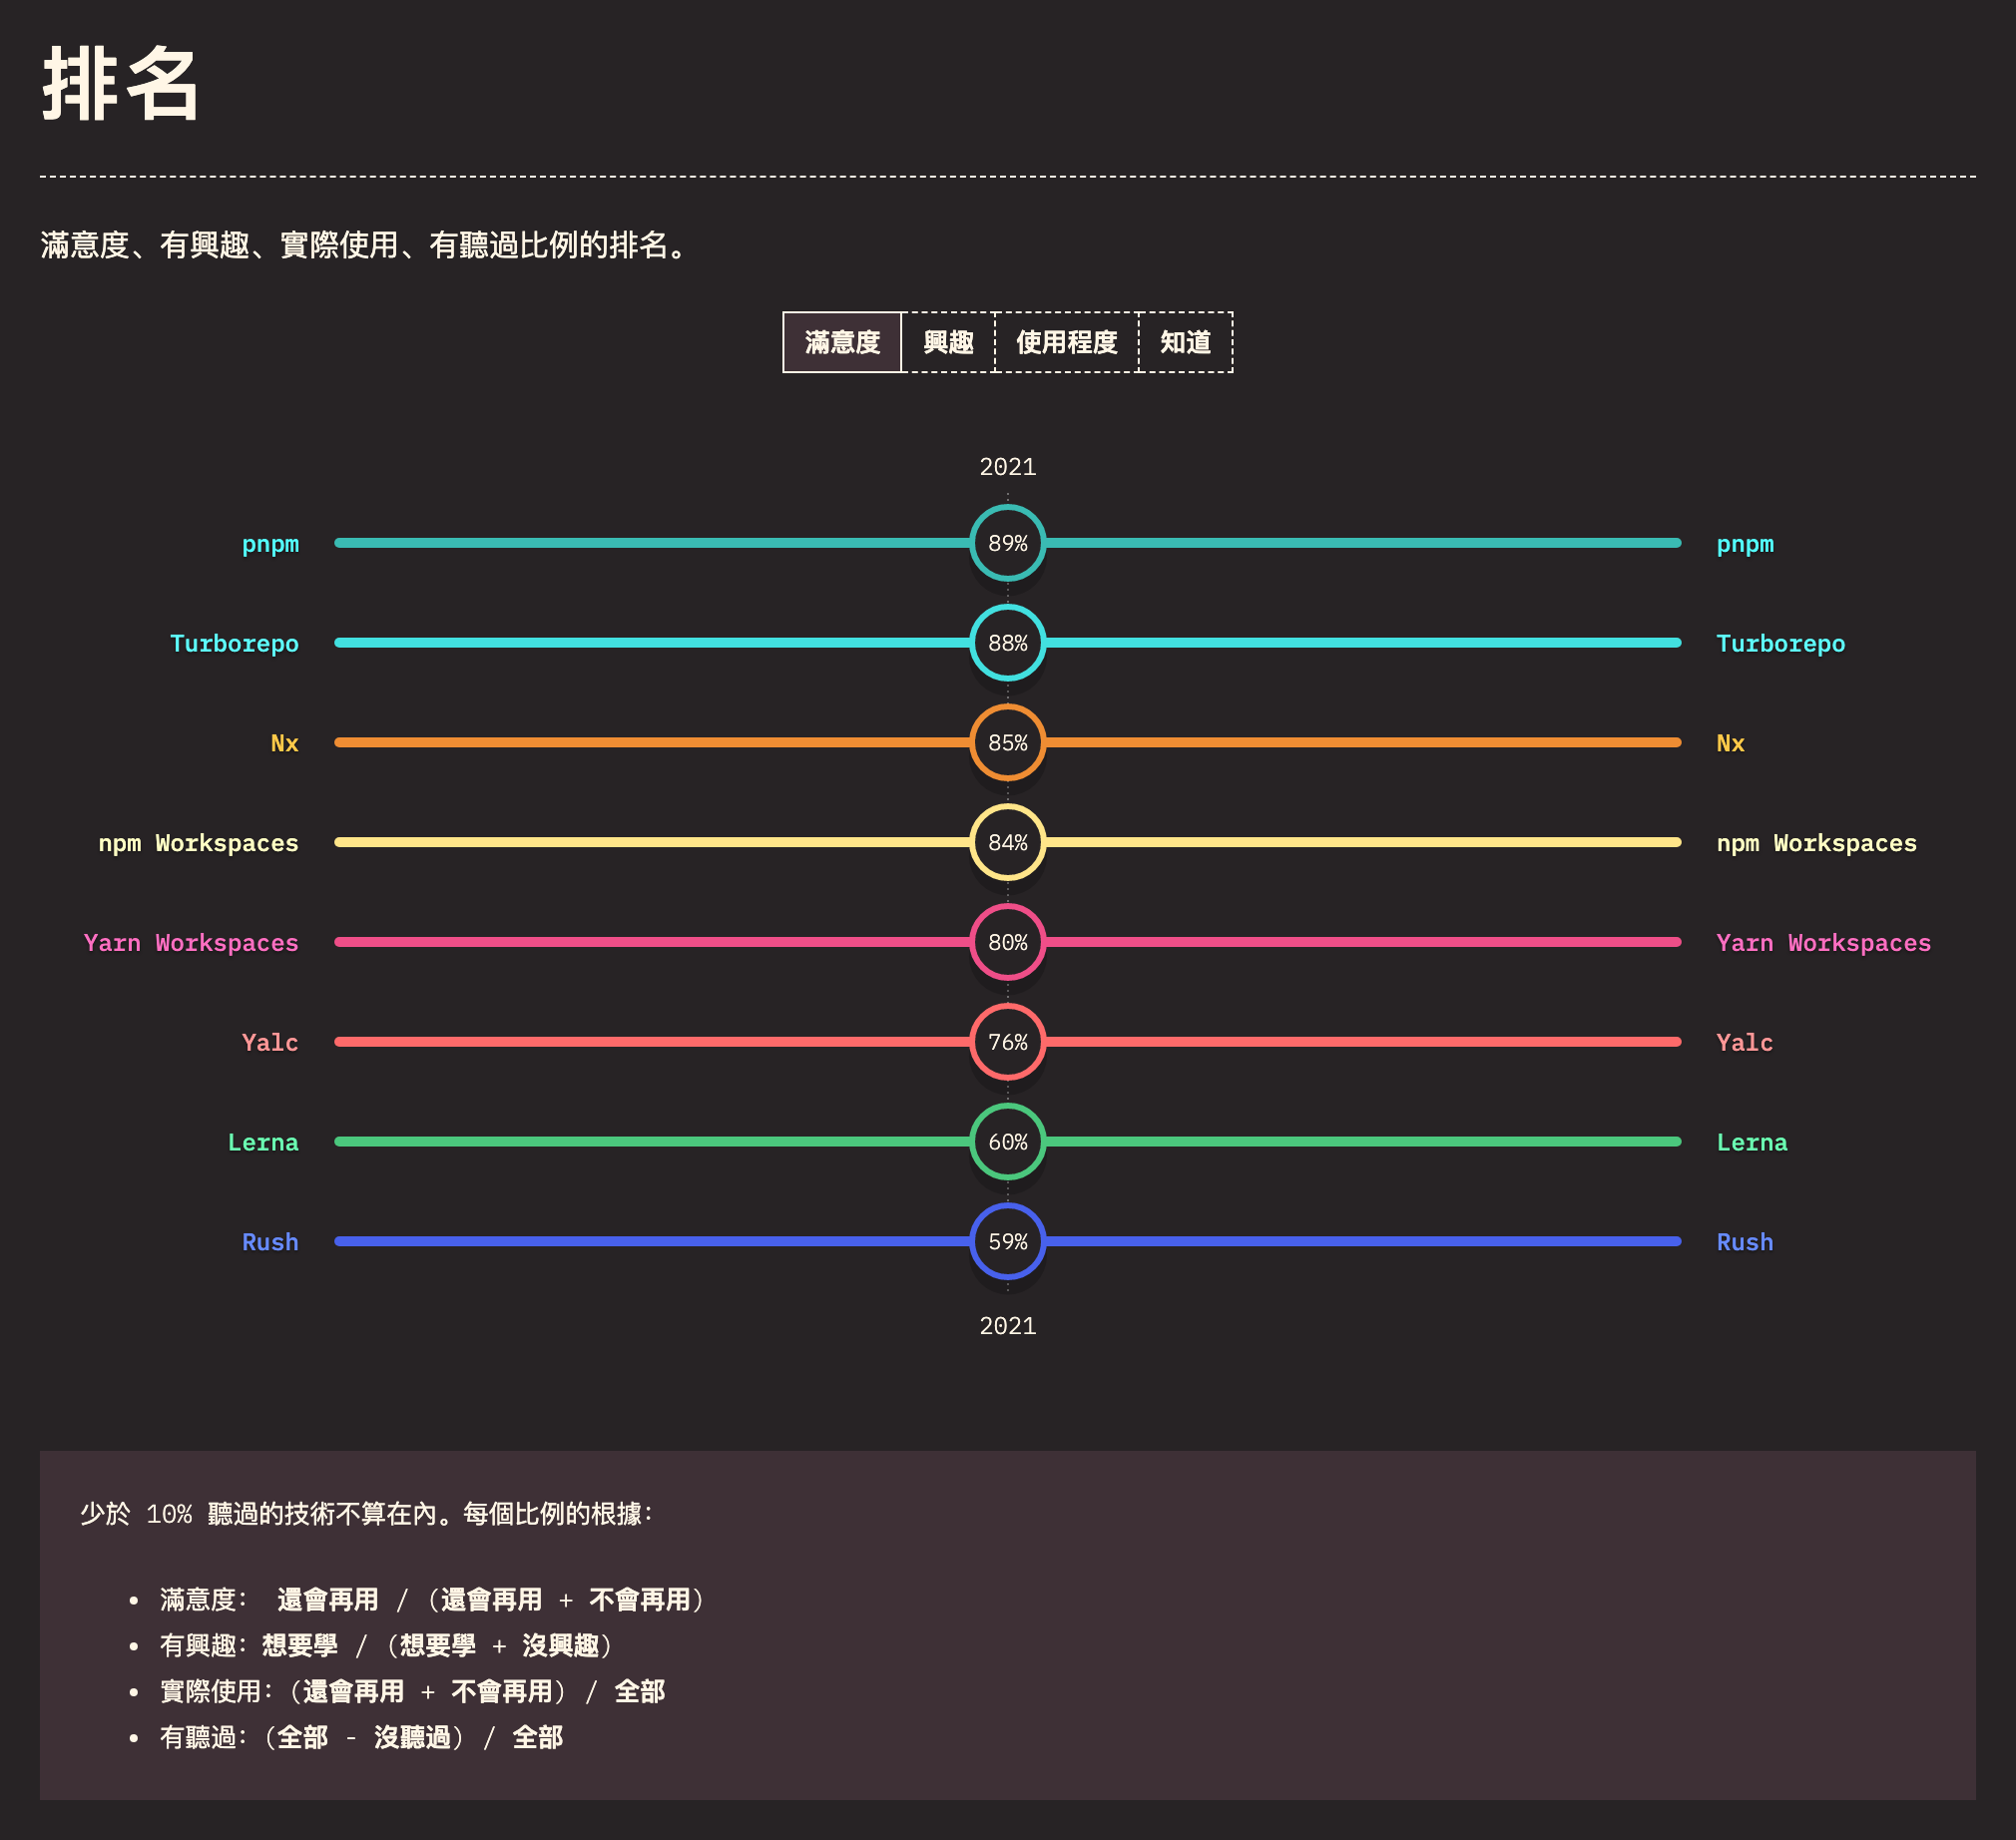 排名
滿意度、有興趣、實際使用、有聽過比例的排名。
滿意度 興趣 使用程度 知道
2021
pnpm 89% pnpm
Turborepo 88% Turborepo
Nx 85% Nx
npm Workspaces 84% npm Workspaces
Yarn Workspaces 80% Yarn Workspaces
Yalc 76% Yalc
Lerna 60% Lerna
Rush 59% Rush
2021
少於 10% 聽過的技術不算在內。每個比例的根據：
• 滿意度： 還會再用 / (還會再用 + 不會再用)
• 有興趣：想要學 / (想要學 + 沒興趣)
• 實際使用：(還會再用 + 不會再用) / 全部
• 有聽過：(全部 - 沒聽過) / 全部